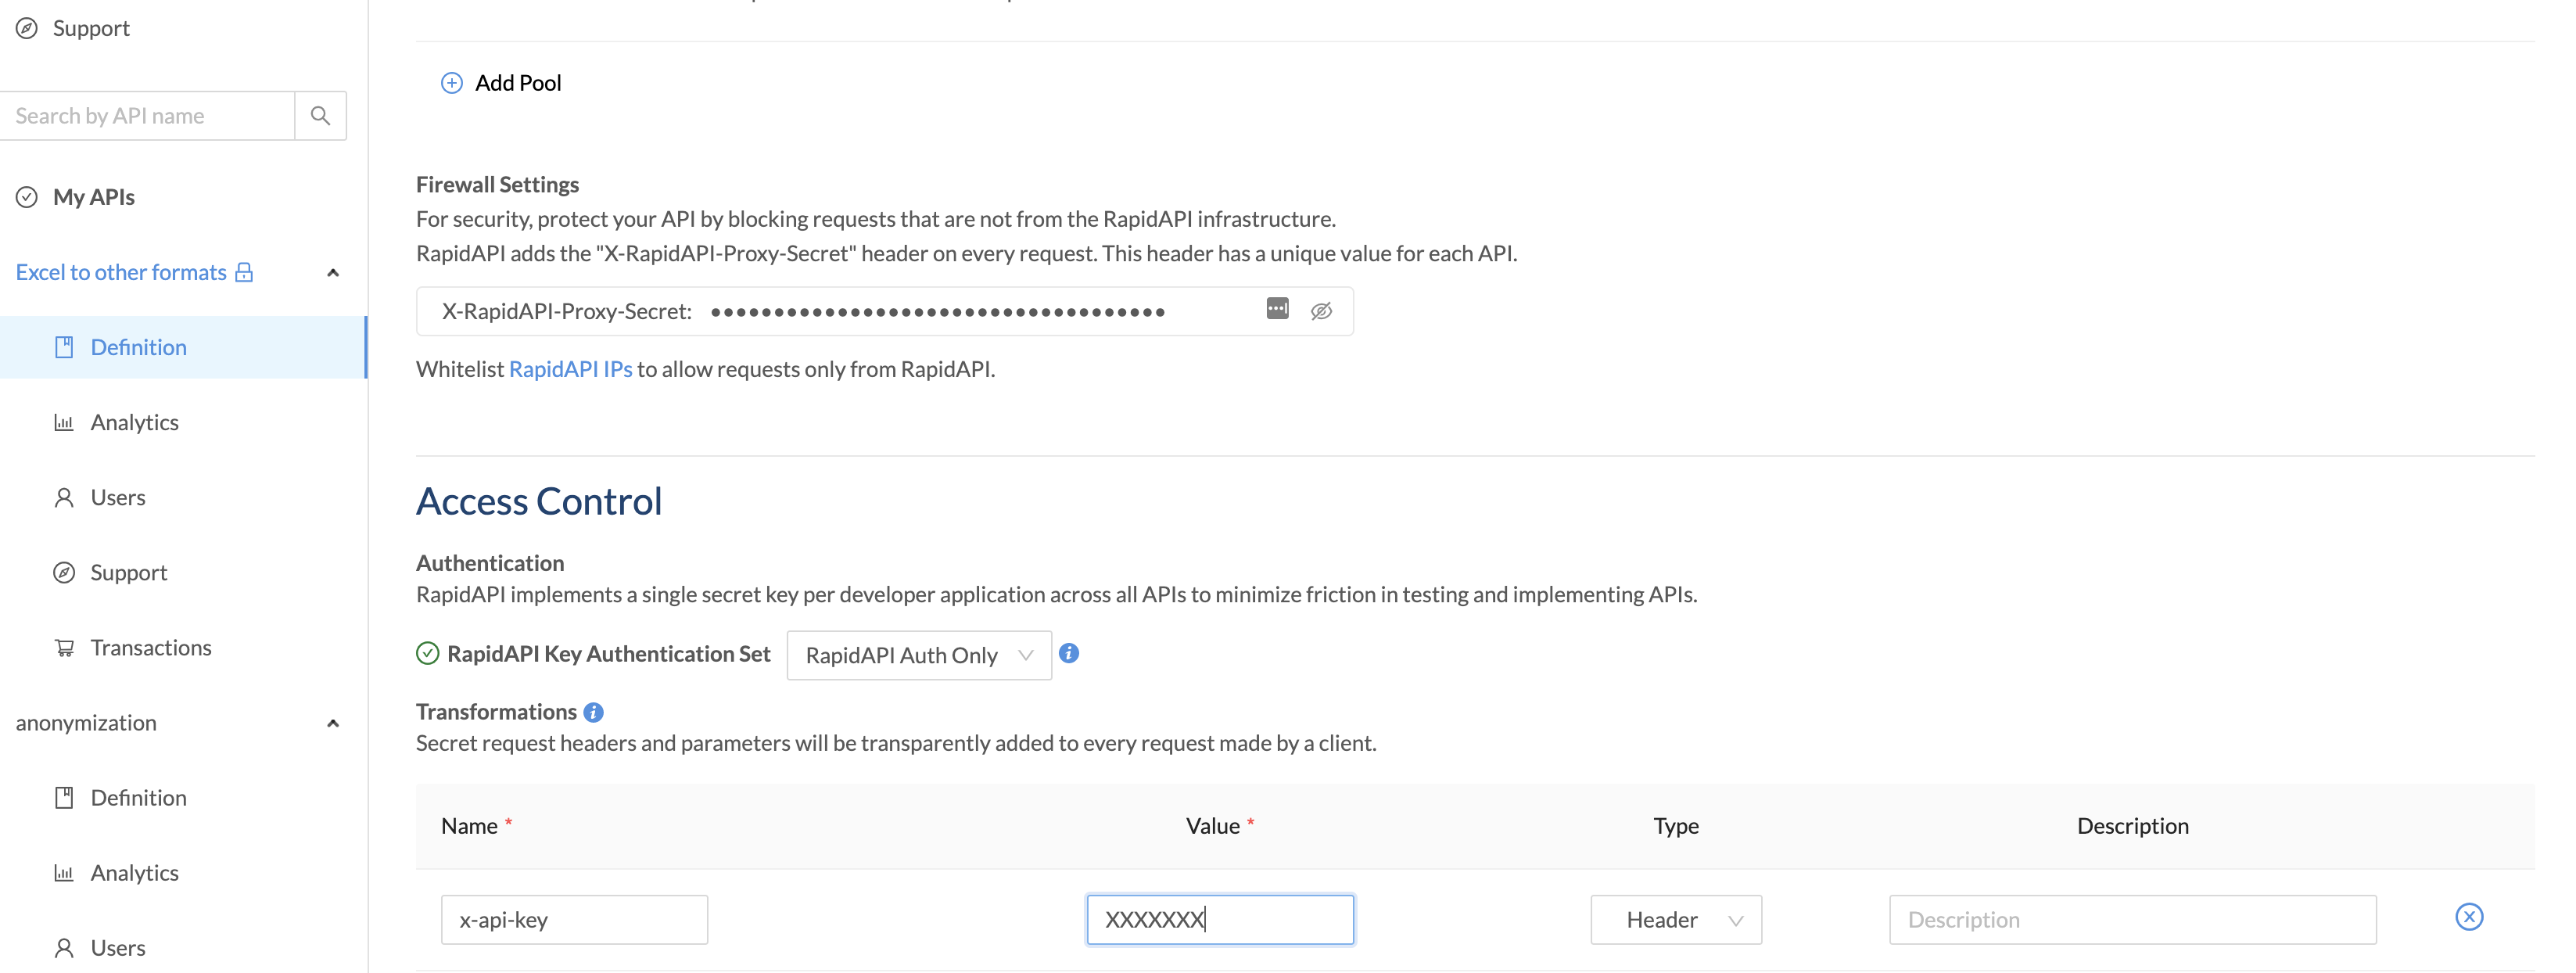 Support
Search by API name
My APIs
Excel to other formats
Definition
Analytics
Users
Support
Transactions
anonymization
Definition
Analytics
Users
Add Pool
Firewall Settings
For security, protect your API by blocking requests that are not from the RapidAPI infrastructure.
RapidAPI adds the "X-RapidAPI-Proxy-Secret" header on every request. This header has a unique value for each API.
X-RapidAPI-Proxy-Secret: ••••••••••••••••••••••••••••••••••••
Whitelist RapidAPI IPs to allow requests only from RapidAPI.
Access Control
Authentication
RapidAPI implements a single secret key per developer application across all APIs to minimize friction in testing and implementing APIs.
RapidAPI Key Authentication Set RapidAPI Auth Only
Transformations
Secret request headers and parameters will be transparently added to every request made by a client.
Name * Value * Type Description
x-api-key XXXXXXX Header Description